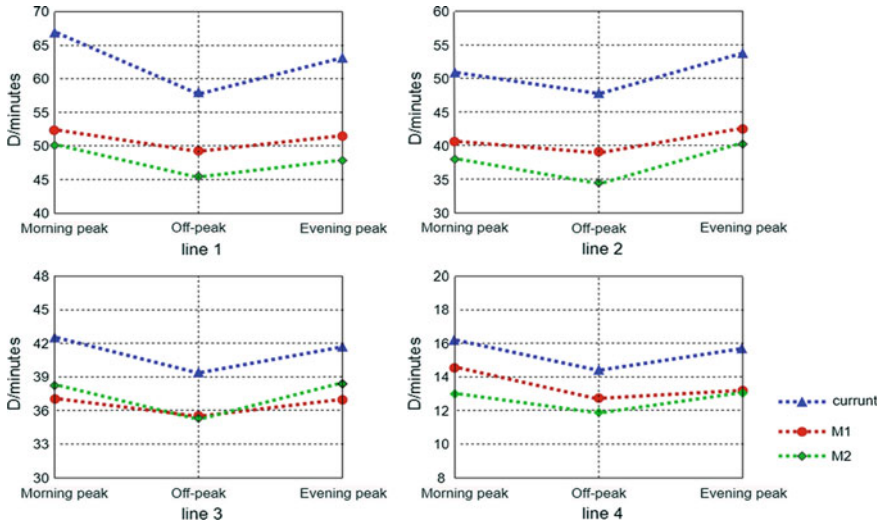 D/minutes
70
65
60
55
50
45
40
Morning peak Off-peak Evening peak
line 1
D/minutes
60
50
40
30
Morning peak Off-peak Evening peak
line 2
D/minutes
48
45
42
39
36
33
30
Morning peak Off-peak Evening peak
line 3
D/minutes
20
18
16
14
12
10
8
Morning peak Off-peak Evening peak
line 4
currunt
M1
M2